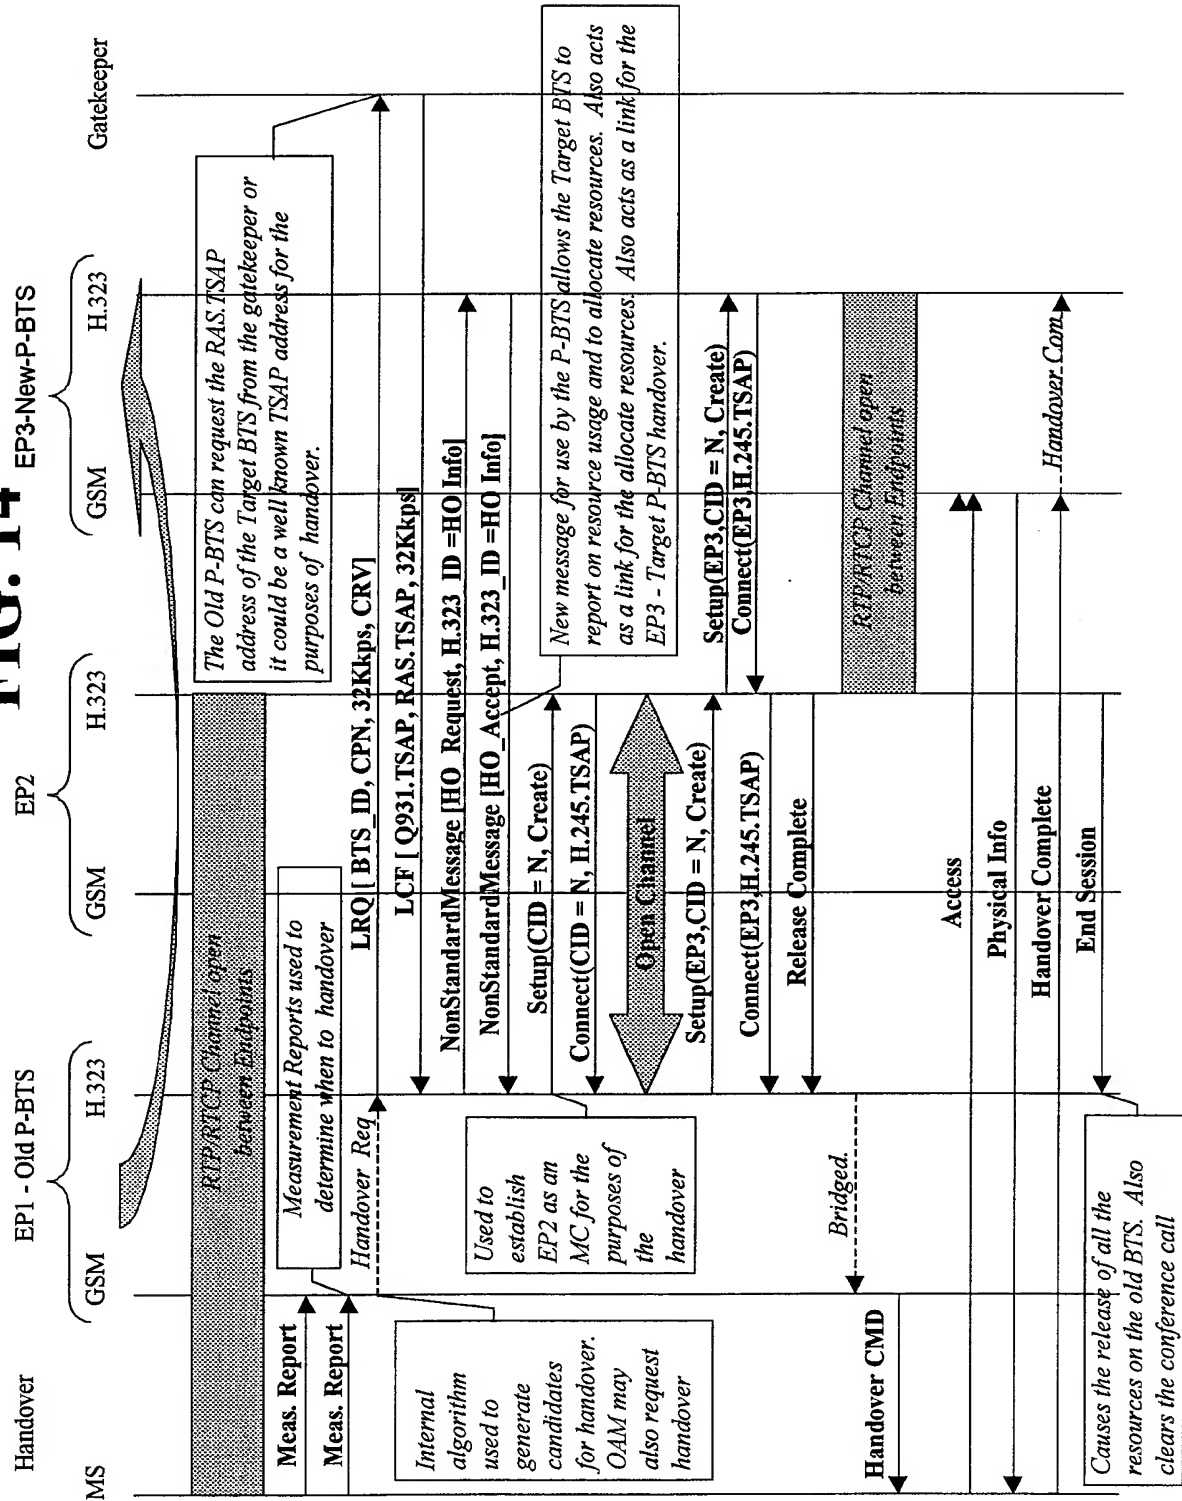 FIG. 14
Handover
EP1 - Old P-BTS
EP2
EP3-New-P-BTS
MS
GSM
H.323
GSM
H.323
GSM
H.323
Gatekeeper
RTP/RTCP Channel open
between Endpoints
The Old P-BTS can request the RAS.TSAP
address of the Target BTS from the gatekeeper or
it could be a well known TSAP address for the
purposes of handover.
Meas. Report
Meas. Report
Measurement Reports used to
determine when to handover
Handover Req
LRQ[ BTS_ID, CPN, 32Kkps, CRV]
LCF [ Q931.TSAP, RAS.TSAP, 32Kkps]
Internal
algorithm
used to
generate
candidates
for handover.
OAM may
also request
handover
NonStandardMessage [HO_Request, H.323_ID =HO Info]
NonStandardMessage [HO_Accept, H.323_ID =HO Info]
New message for use by the P-BTS allows the Target BTS to
report on resource usage and to allocate resources. Also acts
as a link for the allocate resources. Also acts as a link for the
EP3 - Target P-BTS handover.
Used to
establish
EP2 as an
MC for the
purposes of
the
handover
Setup(CID = N, Create)
Connect(CID = N, H.245.TSAP)
Open Channel
Setup(EP3,CID = N, Create)
Setup(EP3,CID = N, Create)
Connect(EP3,H.245.TSAP)
Connect(EP3,H.245.TSAP)
Release Complete
Bridged.
RTP/RTCP Channel open
between Endpoints
Handover CMD
Access
Physical Info
Handover Complete
Handover Com
End Session
Causes the release of all the
resources on the old BTS. Also
clears the conference call